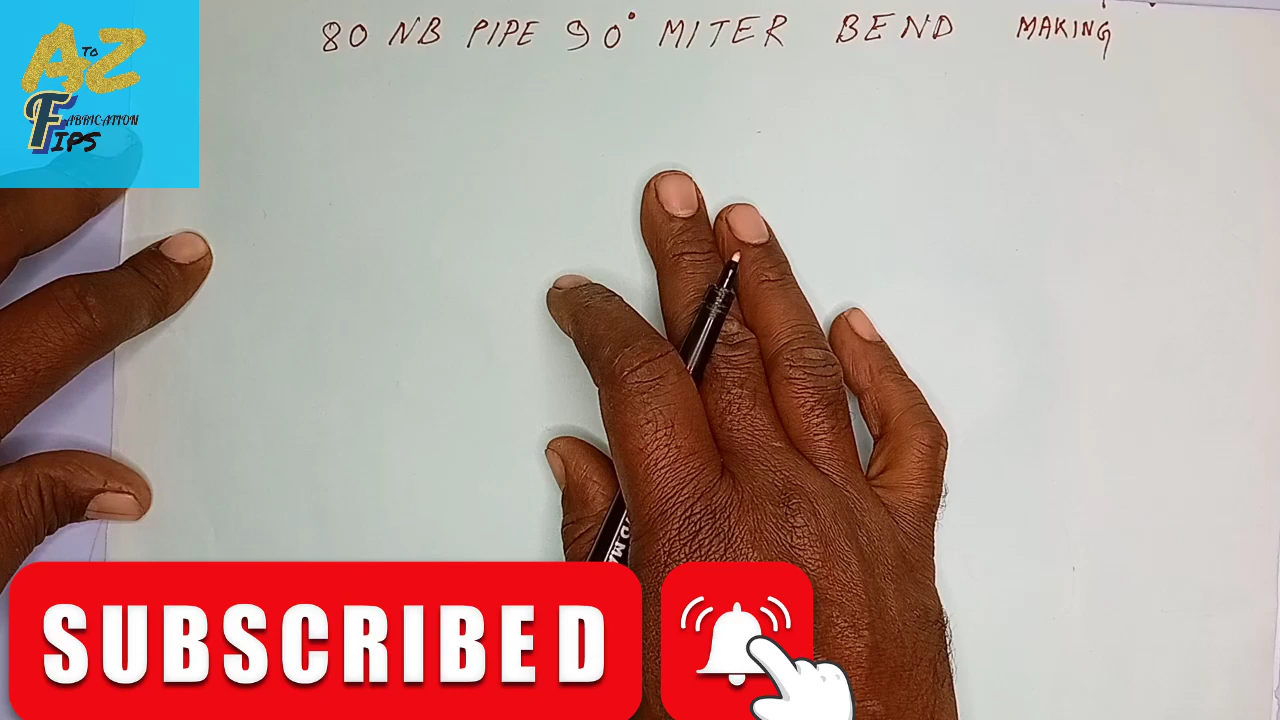 80 NB PIPE 90° MITER BEND MAKING
A TO Z
FABRICATION
TIPS
SUBSCRIBED